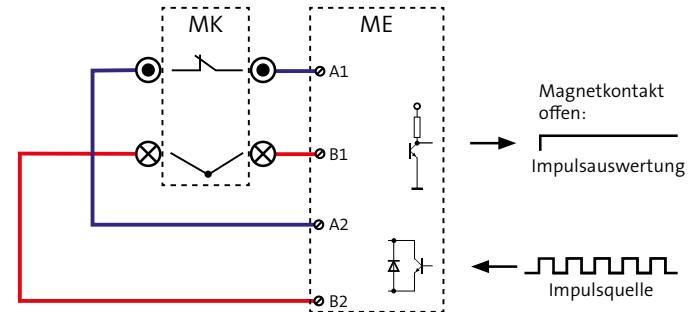 MK
ME
A1
Magnetkontakt
offen:
B1
Impulsauswertung
A2
Impulsquelle
B2